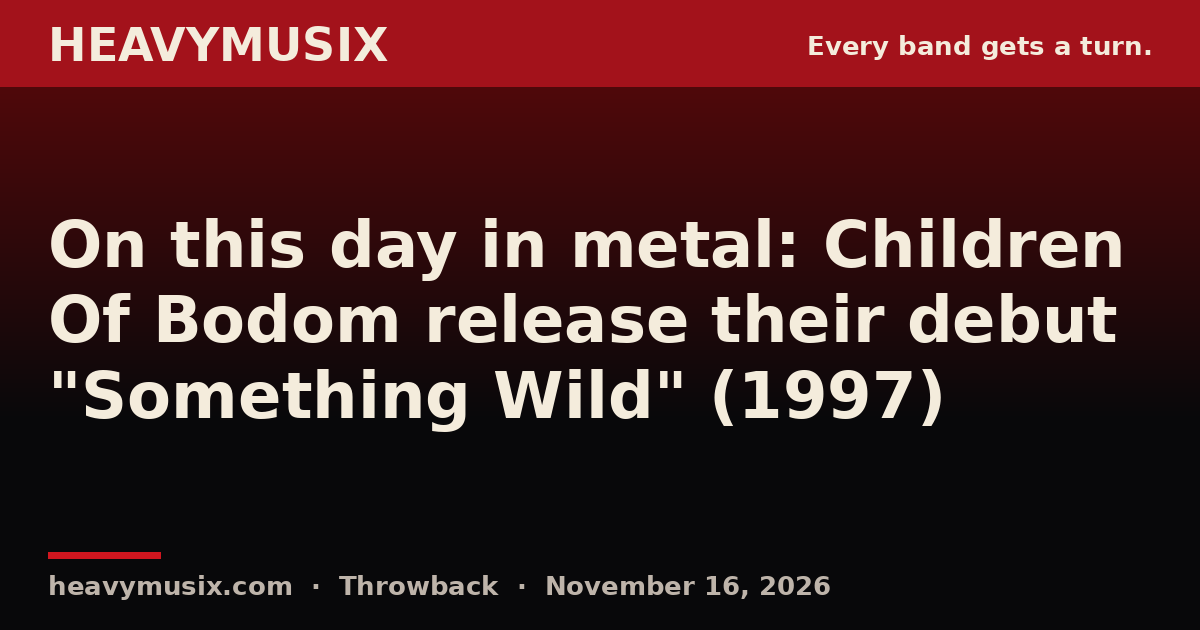 HEAVYMUSIX
Every band gets a turn.
On this day in metal: Children
Of Bodom release their debut
"Something Wild" (1997)
heavymusix.com · Throwback · November 16, 2026